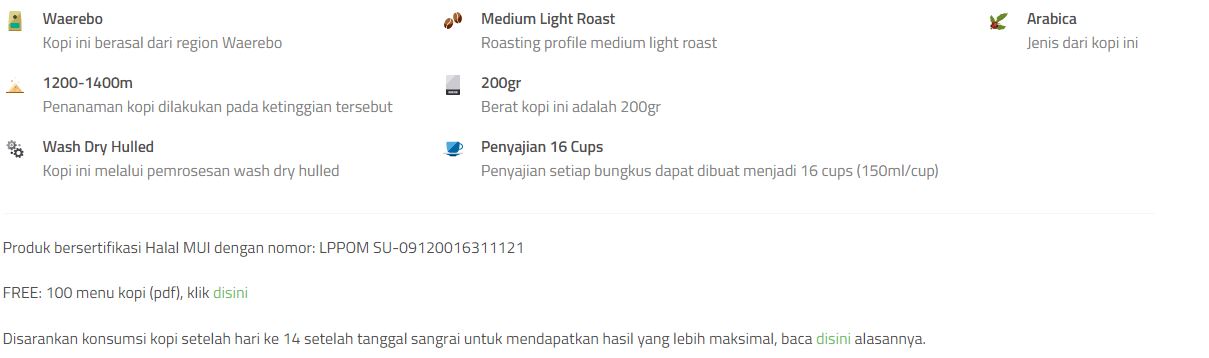 Waerebo
Kopi ini berasal dari region Waerebo
Medium Light Roast
Roasting profile medium light roast
Arabica
Jenis dari kopi ini
1200-1400m
Penanaman kopi dilakukan pada ketinggian tersebut
200gr
Berat kopi ini adalah 200gr
Wash Dry Hulled
Kopi ini melalui pemrosesan wash dry hulled
Penyajian 16 Cups
Penyajian setiap bungkus dapat dibuat menjadi 16 cups (150ml/cup)
Produk bersertifikasi Halal MUI dengan nomor: LPPOM SU-09120016311121
FREE: 100 menu kopi (pdf), klik disini
Disarankan konsumsi kopi setelah hari ke 14 setelah tanggal sangrai untuk mendapatkan hasil yang lebih maksimal, baca disini alasannya.